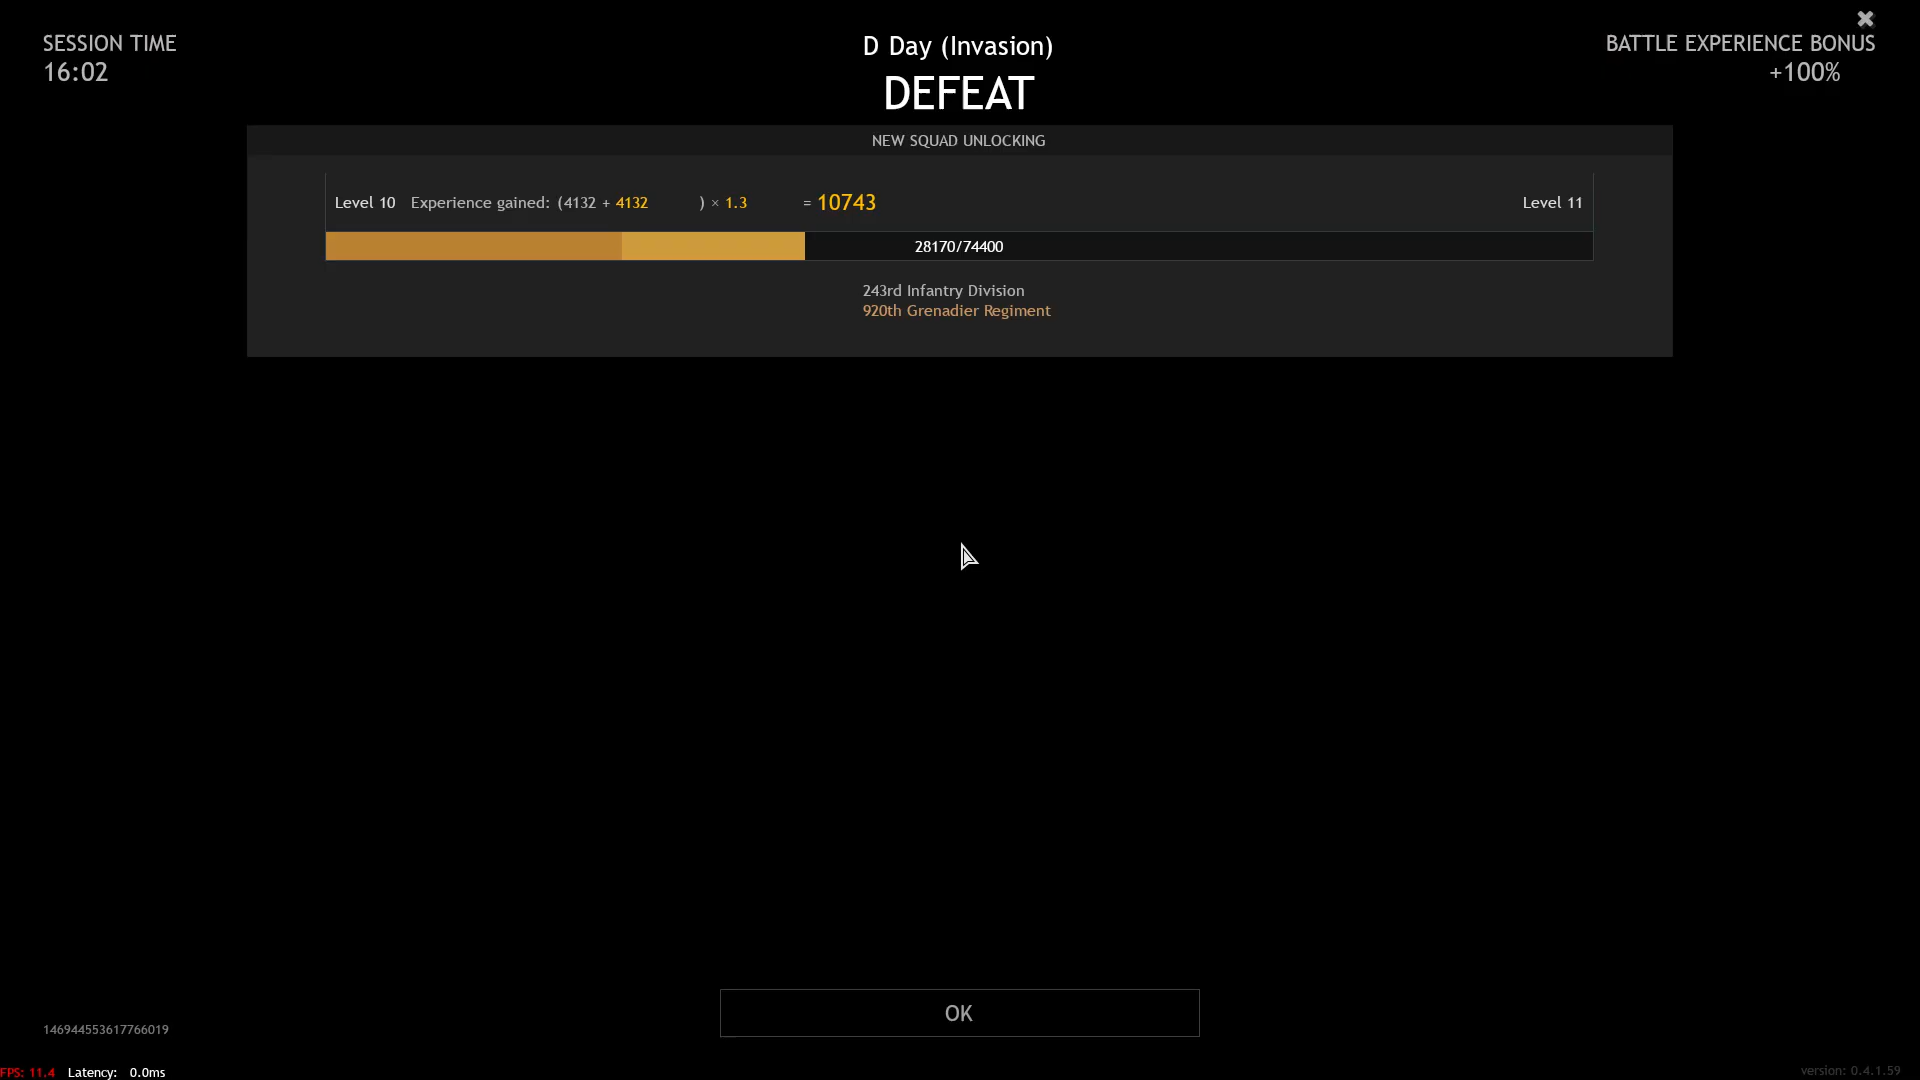 SESSION TIME
16:02
D Day (Invasion)
DEFEAT
BATTLE EXPERIENCE BONUS
+100%
NEW SQUAD UNLOCKING
Level 10 Experience gained: (4132 + 4132 ) × 1.3 = 10743 Level 11
28170/74400
243rd Infantry Division
920th Grenadier Regiment
OK
146944553617766019
FPS: 11.4 Latency: 0.0ms
version: 0.4.1.59